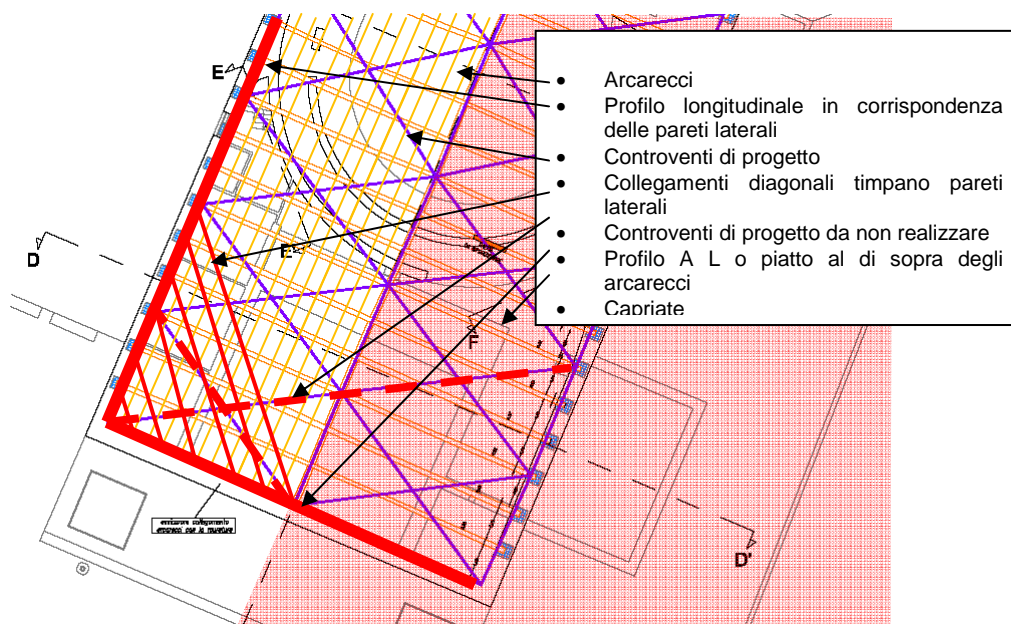 Arcarecci
Profilo longitudinale in corrispondenza
delle pareti laterali
Controventi di progetto
Collegamenti diagonali timpano pareti
laterali
Controventi di progetto da non realizzare
Profilo A L o piatto al di sopra degli
arcarecci
Capriate
E
E'
D
F
D'